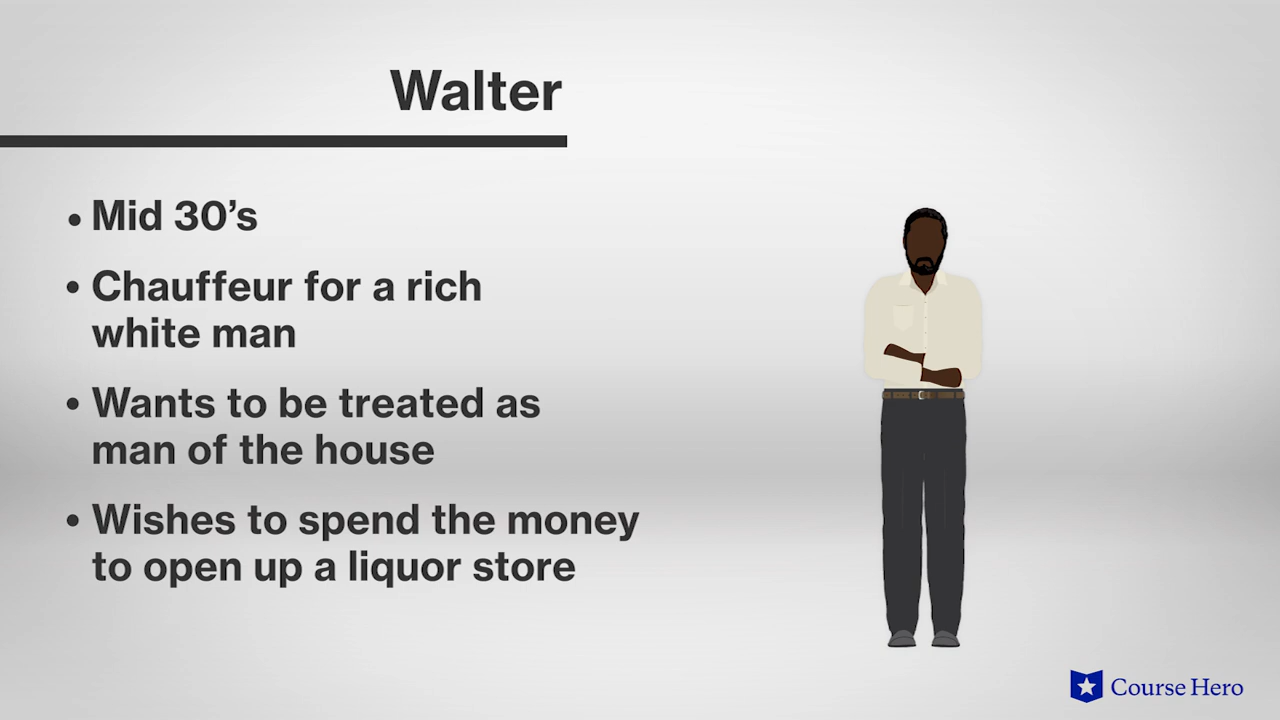 Walter
• Mid 30’s
• Chauffeur for a rich
white man
• Wants to be treated as
man of the house
• Wishes to spend the money
to open up a liquor store
Course Hero